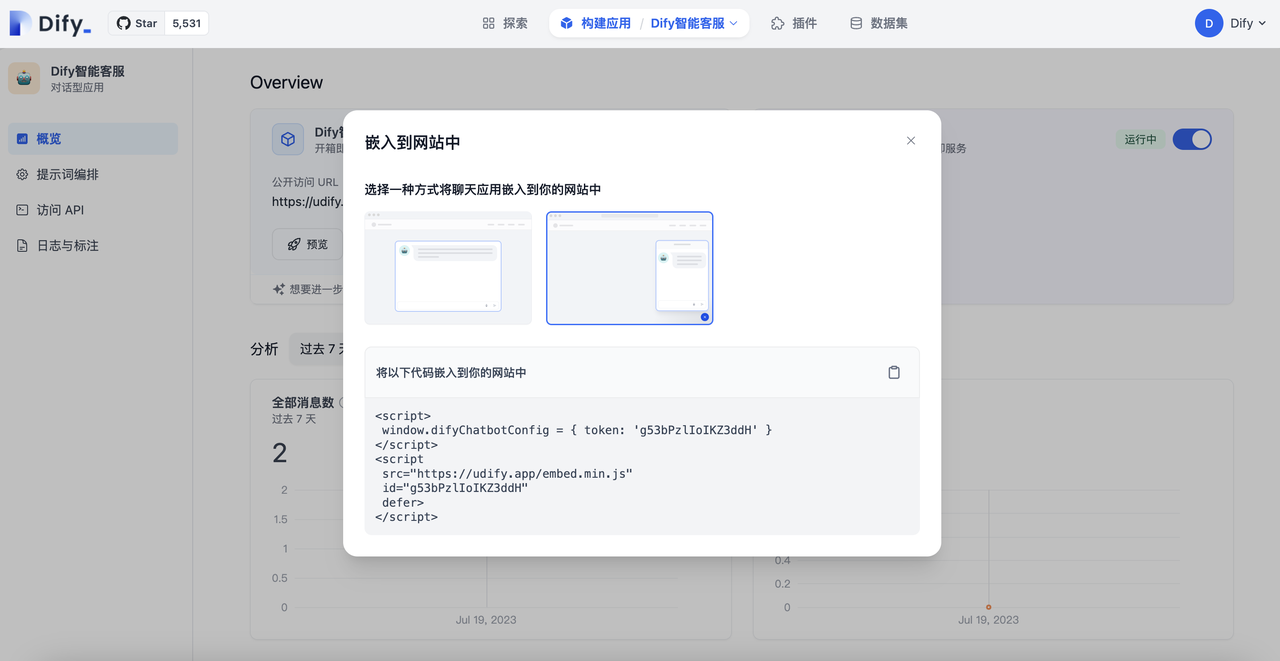 Dify_
Star 5,531
探索
构建应用 / Dify智能客服
插件
数据集
D Dify
Dify智能客服
对话型应用
概览
提示词编排
访问 API
日志与标注
Overview
开箱即
运行中
公开访问 URL
https://udify.
预览
想要进一步
分析
过去 7
全部消息数
过去 7 天
2
2
1.5
1
0.5
0
Jul 19, 2023
0.4
0.2
0
Jul 19, 2023
嵌入到网站中
选择一种方式将聊天应用嵌入到你的网站中
将以下代码嵌入到你的网站中
<script>
window.difyChatbotConfig = { token: 'g53bPzlIoIKZ3ddH' }
</script>
<script
src="https://udify.app/embed.min.js"
id="g53bPzlIoIKZ3ddH"
defer>
</script>